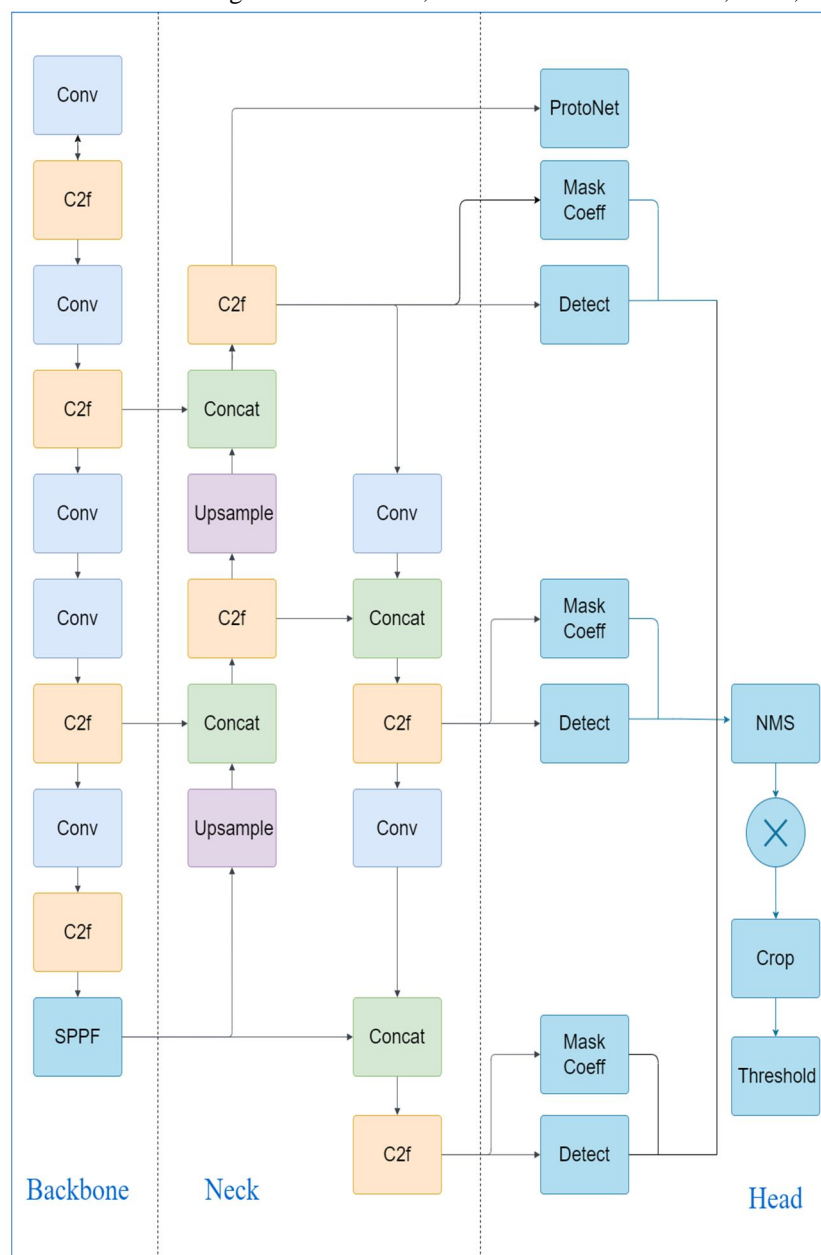 Conv
C2f
Conv
C2f
Conv
Conv
C2f
Conv
C2f
SPPF
Backbone
C2f
Concat
Upsample
C2f
Concat
Upsample
Neck
Conv
Concat
C2f
Conv
Concat
C2f
ProtoNet
Mask
Coeff
Detect
Mask
Coeff
Detect
Mask
Coeff
Detect
NMS
Crop
Threshold
Head